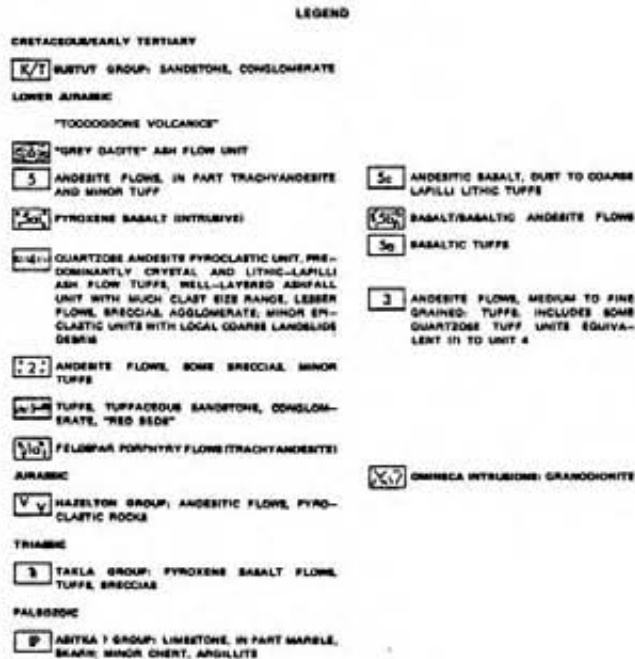 LEGEND
CRETACEOUS/EARLY TERTIARY
K/T SUSTUT GROUP: SANDSTONE, CONGLOMERATE
LOWER JURASSIC
"TOODOGGONE VOLCANICS"
"GREY DACITE" ASH FLOW UNIT
5 ANDESITE FLOWS, IN PART TRACHYANDESITE
AND MINOR TUFF
5a PYROXENE BASALT (INTRUSIVE)
QUARTZOSE ANDESITE PYROCLASTIC UNIT, PRE-
DOMINANTLY CRYSTAL AND LITHIC-LAPILLI
ASH FLOW TUFFS, WELL-LAYERED ASHFALL
UNIT WITH MUCH CLAST SIZE RANGE, LESSER
FLOWS, BRECCIAS, AGGLOMERATE; MINOR EPI-
CLASTIC UNITS WITH LOCAL COARSE LANDSLIDE
DEBRIS
2 ANDESITE FLOWS, SOME BRECCIAS, MINOR
TUFFS
TUFFS, TUFFACEOUS SANDSTONE, CONGLOM-
ERATE, "RED BEDS"
1a FELDSPAR PORPHYRY FLOWS (TRACHYANDESITE)
JURASSIC
V V HAZELTON GROUP: ANDESITIC FLOWS, PYRO-
CLASTIC ROCKS
TRIASSIC
TAKLA GROUP: PYROXENE BASALT FLOWS,
TUFFS, BRECCIAS
PALEOZOIC
P ASITKA ? GROUP: LIMESTONE, IN PART MARBLE,
SKARN; MINOR CHERT, ARGILLITE
5c ANDESITIC BASALT, DUST TO COARSE
LAPILLI LITHIC TUFFS
5b BASALT/BASALTIC ANDESITE FLOWS
BASALTIC TUFFS
3 ANDESITE FLOWS, MEDIUM TO FINE
GRAINED; TUFFS, INCLUDES SOME
QUARTZOSE TUFF UNITS EQUIVA-
LENT (?) TO UNIT 4
OMINECA INTRUSIONS: GRANODIORITE